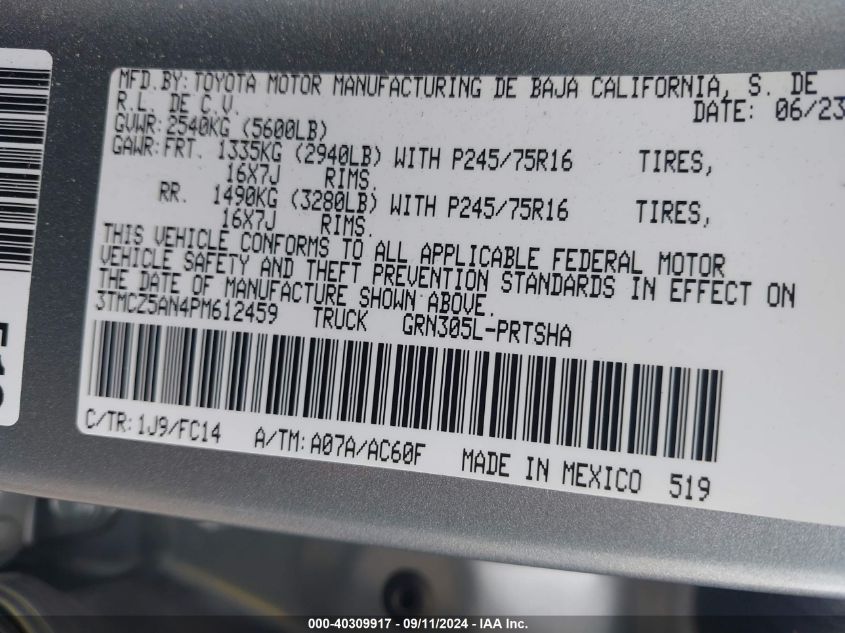 MFD. BY: TOYOTA MOTOR MANUFACTURING DE BAJA CALIFORNIA, S. DE
R.L. DE C.V. DATE: 06/23
GVWR: 2540KG (5600LB)
GAWR: FRT. 1335KG (2940LB) WITH P245/75R16 TIRES,
16X7J RIMS.
RR. 1490KG (3280LB) WITH P245/75R16 TIRES,
16X7J RIMS.
THIS VEHICLE CONFORMS TO ALL APPLICABLE FEDERAL MOTOR
VEHICLE SAFETY AND THEFT PREVENTION STANDARDS IN EFFECT ON
THE DATE OF MANUFACTURE SHOWN ABOVE.
3TMCZ5AN4PM612459 TRUCK GRN305L-PRTSHA
C/TR: 1J9/FC14 A/TM: A07A/AC60F MADE IN MEXICO 519
000-40309917 - 09/11/2024 - IAA Inc.